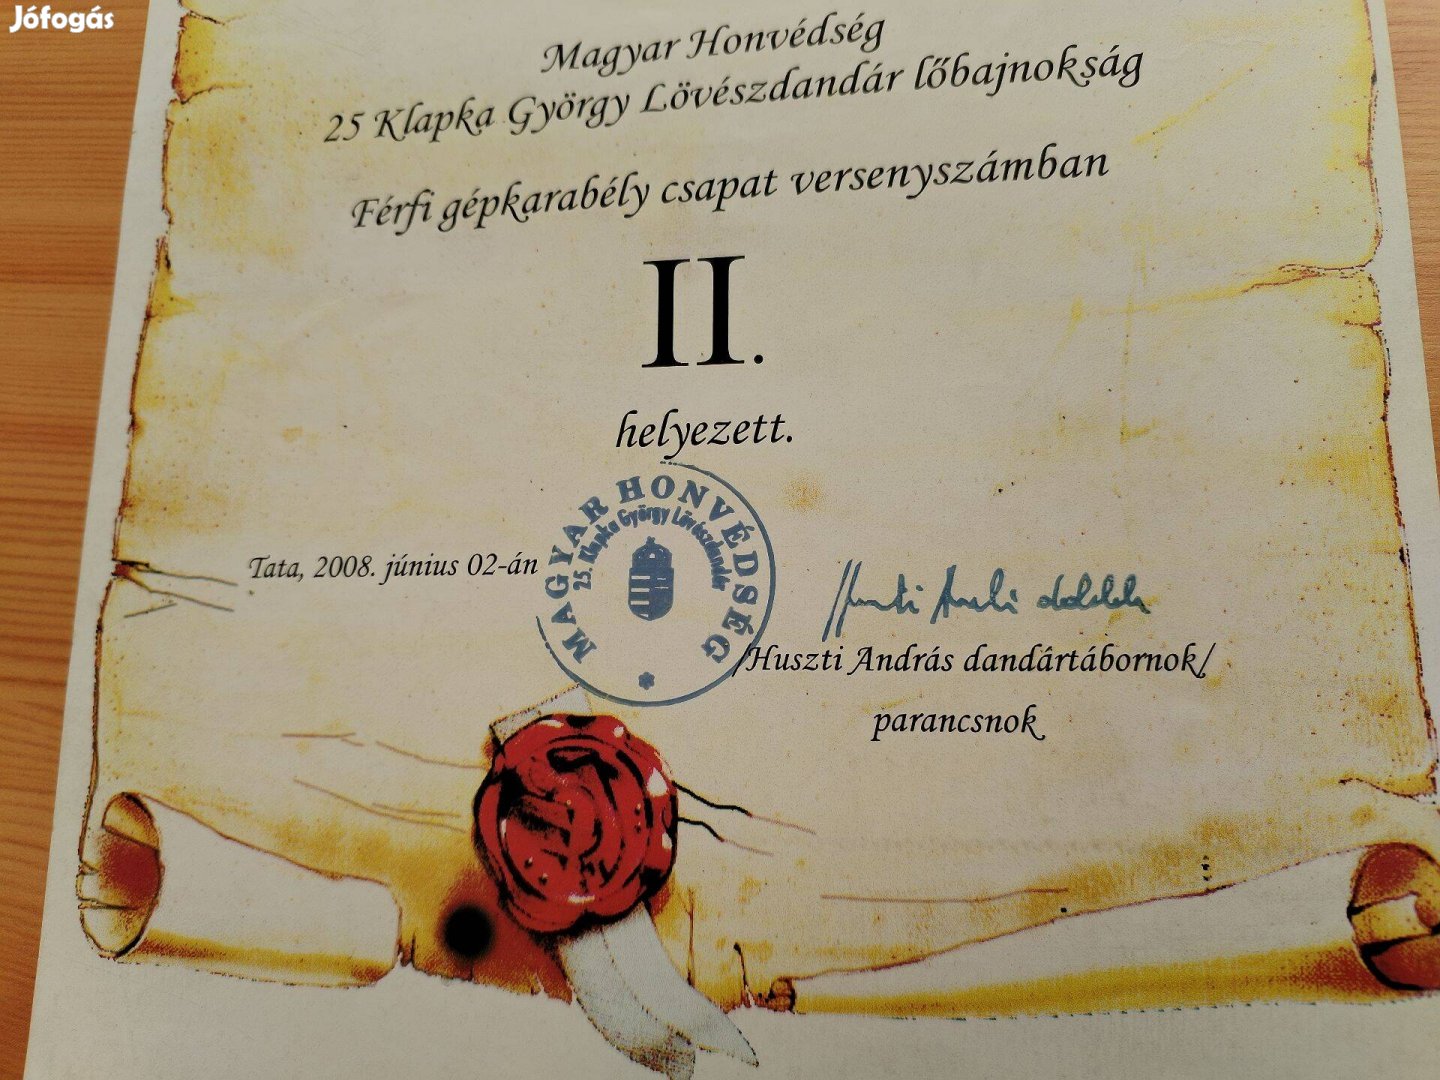 Jófogás
Magyar Honvédség
25 Klapka György Lövészdandár lőbajnokság
Férfi gépkarabély csapat versenyszámban
II.
helyezett.
MAGYAR HONVÉDSÉG
25. Klapka György Lövészdandár
Tata, 2008. június 02-án
/Huszti András dandártábornok/
parancsnok